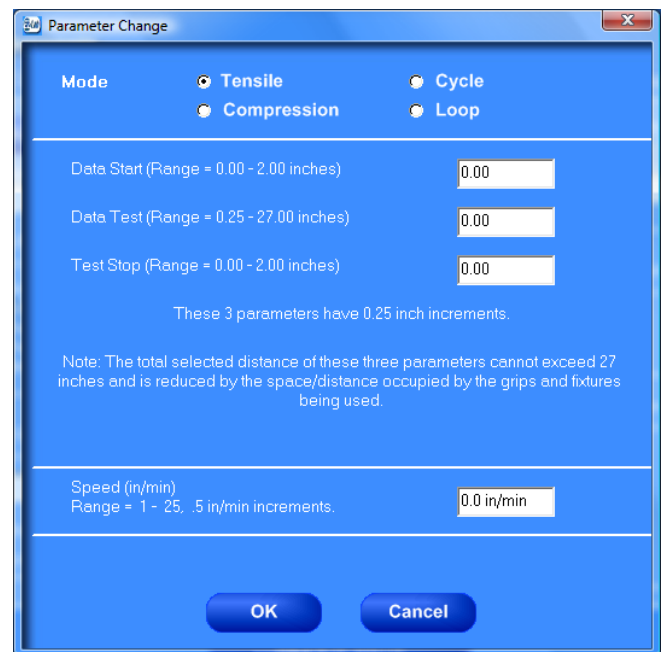 Parameter Change
Mode
Tensile
Cycle
Compression
Loop
Data Start (Range = 0.00 - 2.00 inches)
0.00
Data Test (Range = 0.25 - 27.00 inches)
0.00
Test Stop (Range = 0.00 - 2.00 inches)
0.00
These 3 parameters have 0.25 inch increments.
Note: The total selected distance of these three parameters cannot exceed 27
inches and is reduced by the space/distance occupied by the grips and fixtures
being used.
Speed (in/min)
Range = 1 - 25, .5 in/min increments.
0.0 in/min
OK
Cancel